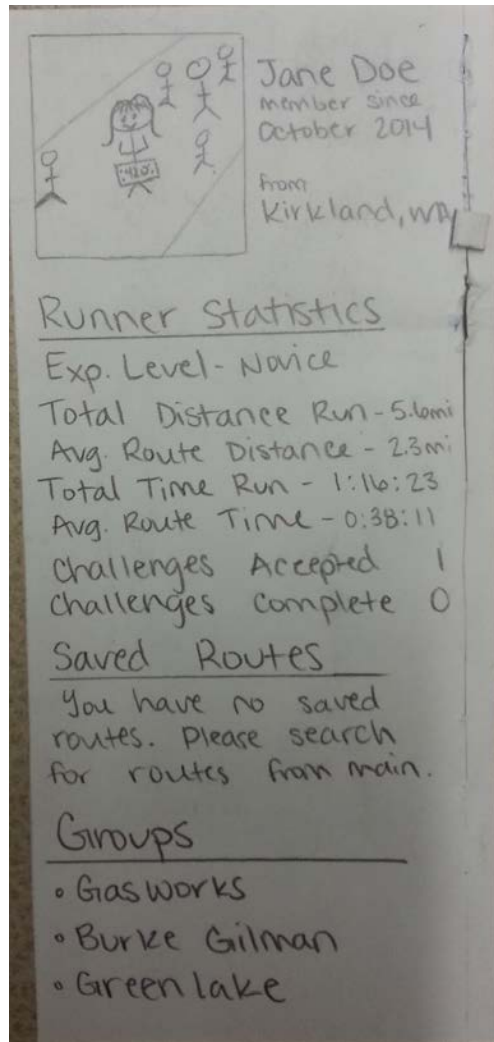 Jane Doe
member since
October 2014
from
Kirkland, WA
Runner Statistics
Exp. Level - Novice
Total Distance Run - 5.6mi
Avg. Route Distance - 2.3mi
Total Time Run - 1:16:23
Avg. Route Time - 0:38:11
Challenges Accepted 1
Challenges Complete 0
Saved Routes
You have no saved
routes. Please search
for routes from main.
Groups
• Gasworks
• Burke Gilman
• Green lake